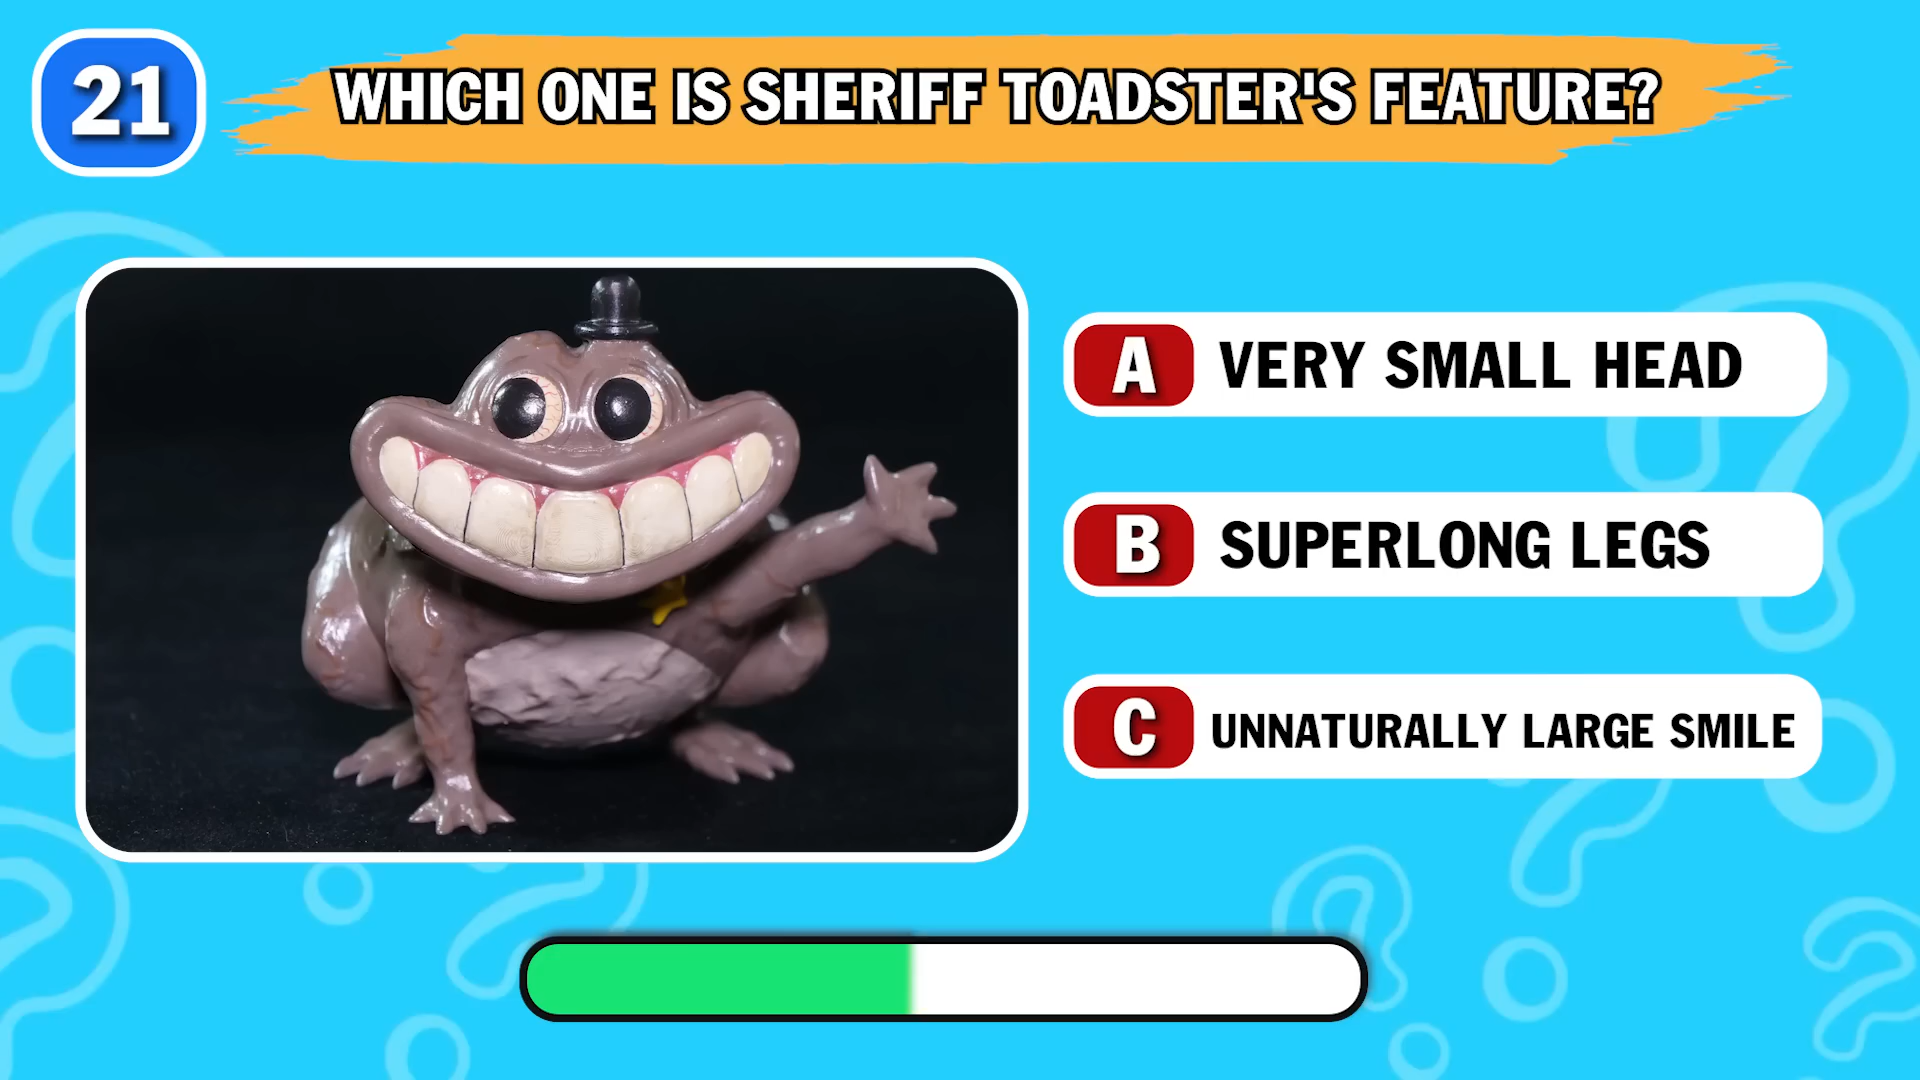 21
WHICH ONE IS SHERIFF TOADSTER'S FEATURE?
A VERY SMALL HEAD
B SUPERLONG LEGS
C UNNATURALLY LARGE SMILE